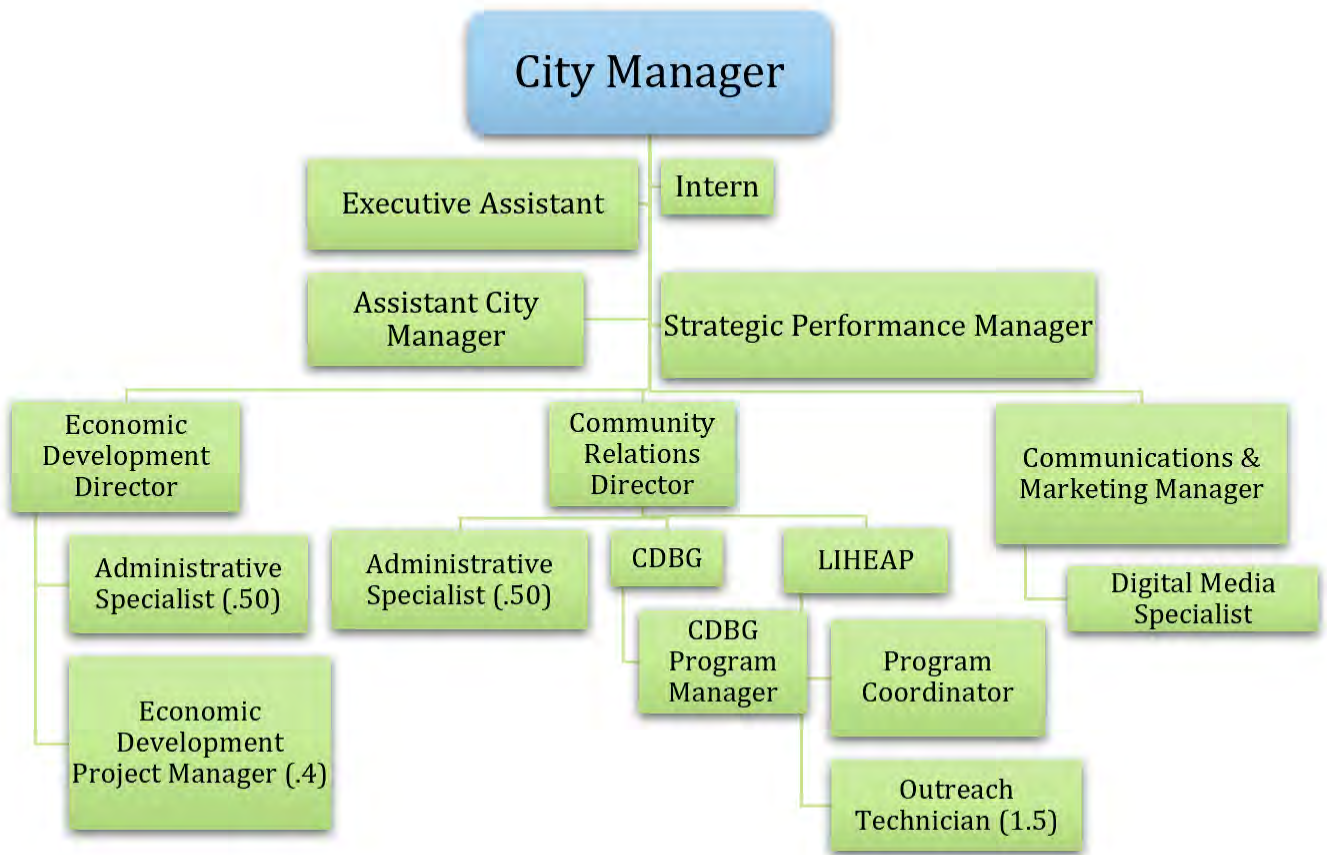 City Manager
Executive Assistant
Intern
Assistant City
Manager
Strategic Performance Manager
Economic
Development
Director
Administrative
Specialist (.50)
Economic
Development
Project Manager (.4)
Community
Relations
Director
Administrative
Specialist (.50)
CDBG
CDBG
Program
Manager
LIHEAP
Program
Coordinator
Outreach
Technician (1.5)
Communications &
Marketing Manager
Digital Media
Specialist